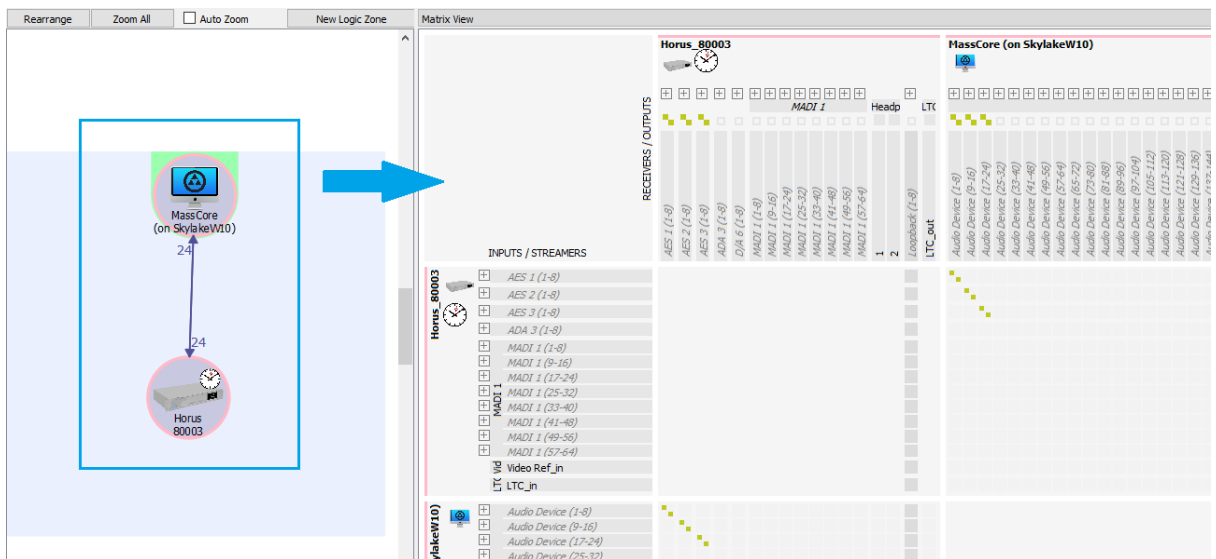 Rearrange
Zoom All
Auto Zoom
New Logic Zone
Matrix View
MassCore
(on SkylakeW10)
24
24
Horus
80003
Horus_80003
MassCore (on SkylakeW10)
RECEIVERS / OUTPUTS
MADI 1
Headp
LTC
AES 1 (1-8)
AES 2 (1-8)
AES 3 (1-8)
ADA 3 (1-8)
D/A 6 (1-8)
MADI 1 (1-8)
MADI 1 (9-16)
MADI 1 (17-24)
MADI 1 (25-32)
MADI 1 (33-40)
MADI 1 (41-48)
MADI 1 (49-56)
MADI 1 (57-64)
1
2
Loopback (1-8)
LTC_out
Audio Device (1-8)
Audio Device (9-16)
Audio Device (17-24)
Audio Device (25-32)
Audio Device (33-40)
Audio Device (41-48)
Audio Device (49-56)
Audio Device (57-64)
Audio Device (65-72)
Audio Device (73-80)
Audio Device (81-88)
Audio Device (89-96)
Audio Device (97-104)
Audio Device (105-112)
Audio Device (113-120)
Audio Device (121-128)
Audio Device (129-136)
Audio Device (137-144)
INPUTS / STREAMERS
Horus_80003
AES 1 (1-8)
AES 2 (1-8)
AES 3 (1-8)
ADA 3 (1-8)
MADI 1
MADI 1 (1-8)
MADI 1 (9-16)
MADI 1 (17-24)
MADI 1 (25-32)
MADI 1 (33-40)
MADI 1 (41-48)
MADI 1 (49-56)
MADI 1 (57-64)
Vid
Video Ref_in
LTC
LTC_in
ylakeW10)
Audio Device (1-8)
Audio Device (9-16)
Audio Device (17-24)
Audio Device (25-32)